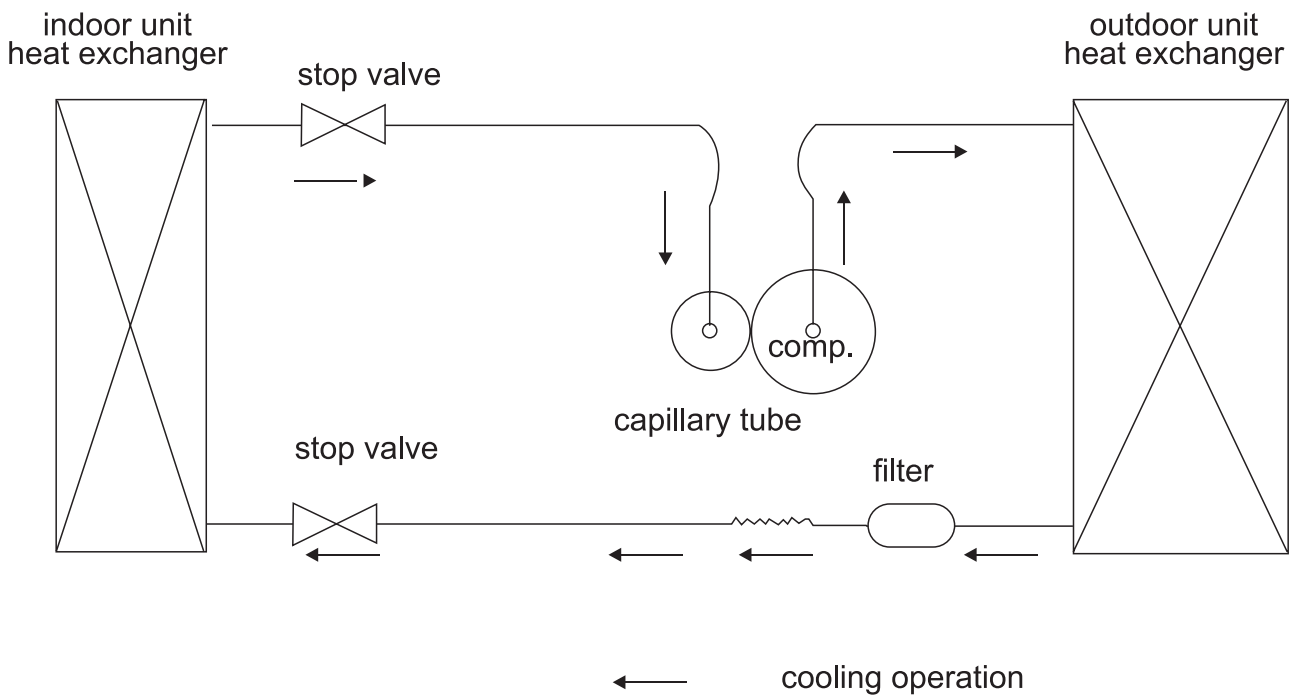 indoor unit
heat exchanger
outdoor unit
heat exchanger
stop valve
comp.
capillary tube
stop valve
filter
cooling operation